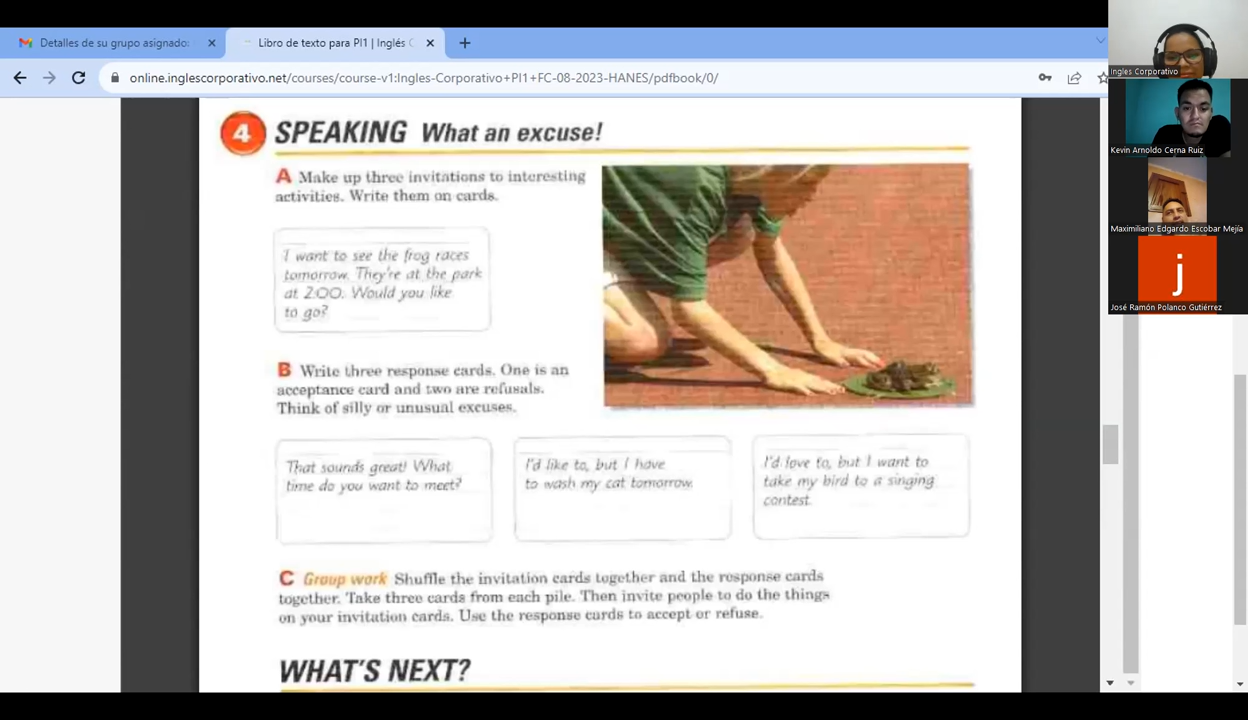 Detalles de su grupo asignado:
Libro de texto para PI1 | Inglés C
online.inglescorporativo.net/courses/course-v1:Ingles-Corporativo+PI1+FC-08-2023-HANES/pdfbook/0/
4 SPEAKING What an excuse!
A Make up three invitations to interesting
activities. Write them on cards.
I want to see the frog races
tomorrow. They're at the park
at 2:00. Would you like
to go?
B Write three response cards. One is an
acceptance card and two are refusals.
Think of silly or unusual excuses.
That sounds great! What
time do you want to meet?
I'd like to, but I have
to wash my cat tomorrow.
I'd love to, but I want to
take my bird to a singing
contest.
C Group work Shuffle the invitation cards together and the response cards
together. Take three cards from each pile. Then invite people to do the things
on your invitation cards. Use the response cards to accept or refuse.
WHAT'S NEXT?
Ingles Corporativo
Kevin Arnoldo Cerna Ruiz
Maximiliano Edgardo Escobar Mejía
j
José Ramón Polanco Gutiérrez